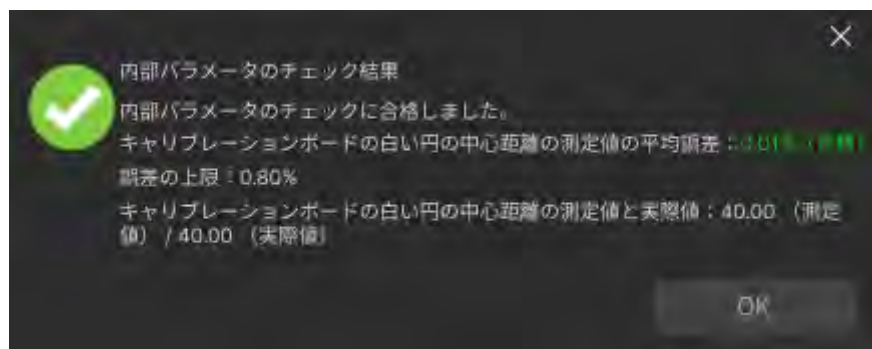 内部パラメータのチェック結果
内部パラメータのチェックに合格しました。
キャリブレーションボードの白い円の中心距離の測定値の平均誤差：
誤差の上限：0.80%
キャリブレーションボードの白い円の中心距離の測定値と実際値：40.00 （測定
値） / 40.00 （実際値）
OK